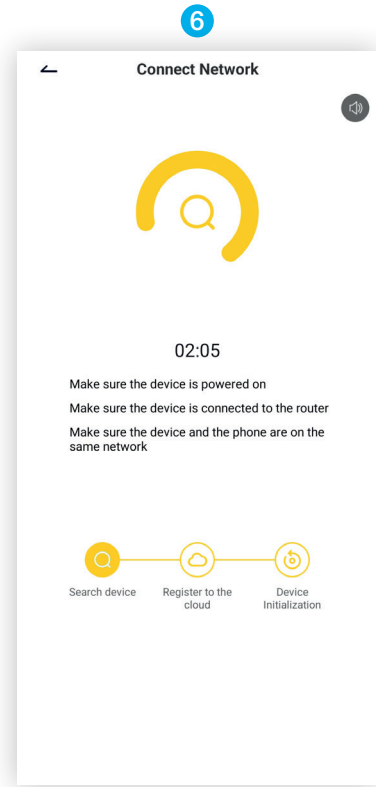 6
Connect Network
02:05
Make sure the device is powered on
Make sure the device is connected to the router
Make sure the device and the phone are on the
same network
Search device
Register to the
cloud
Device
Initialization